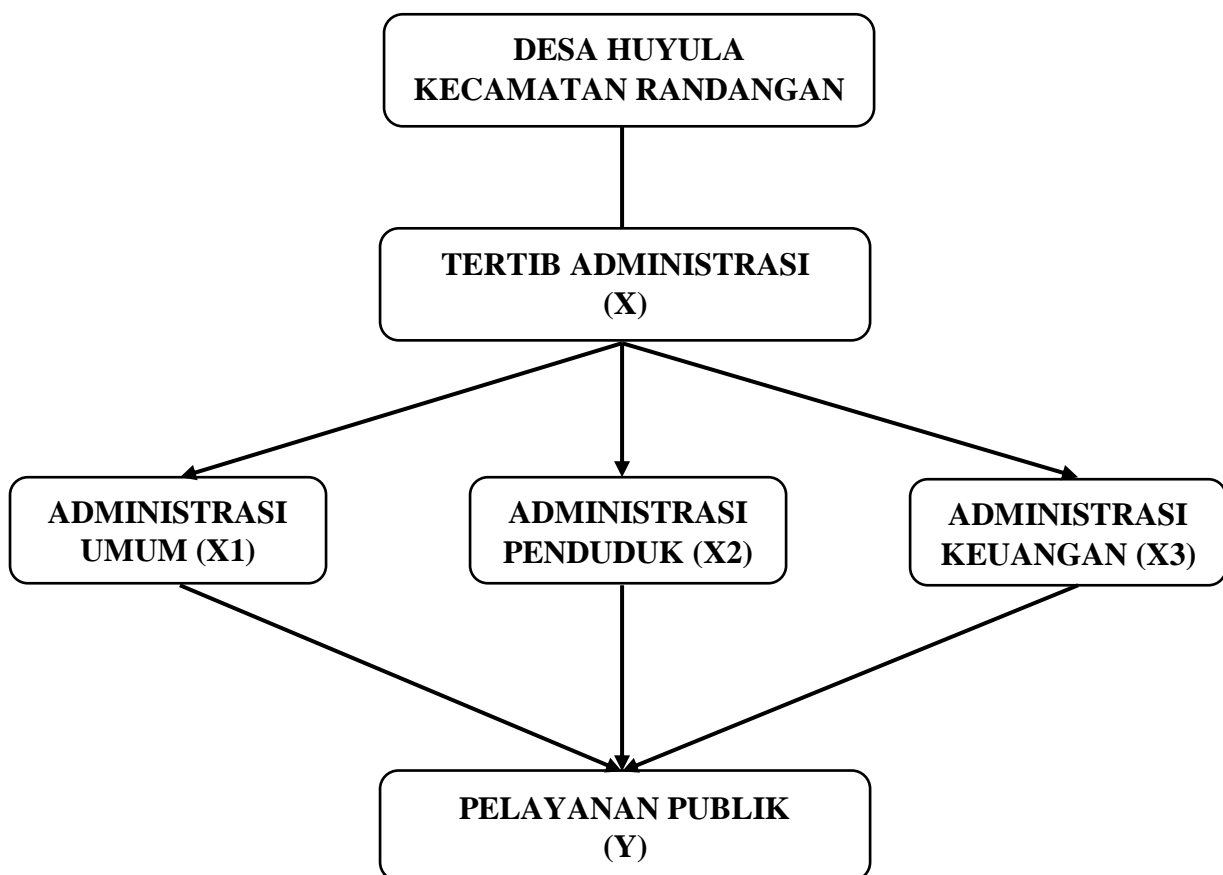 DESA HUYULA
KECAMATAN RANDANGAN
TERTIB ADMINISTRASI
(X)
ADMINISTRASI
UMUM (X1)
ADMINISTRASI
PENDUDUK (X2)
ADMINISTRASI
KEUANGAN (X3)
PELAYANAN PUBLIK
(Y)